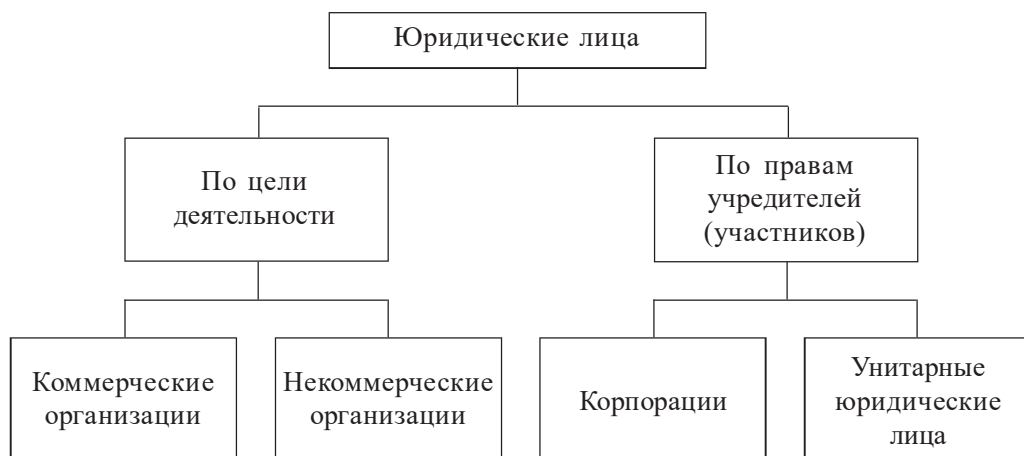 Юридические лица
По цели
деятельности
По правам
учредителей
(участников)
Коммерческие
организации
Некоммерческие
организации
Корпорации
Унитарные
юридические
лица